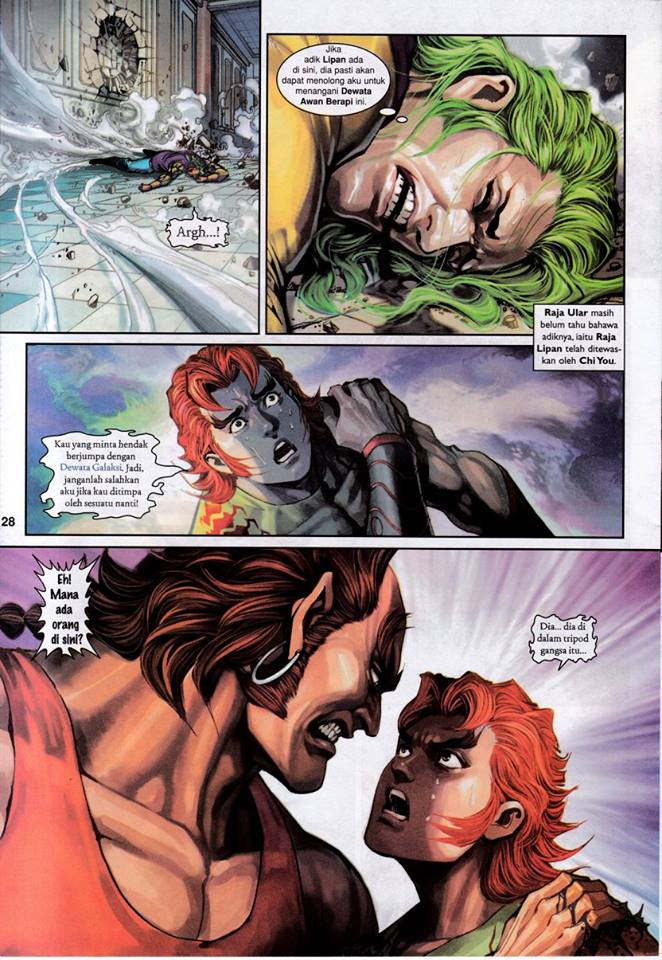 Argh...!
Jika
adik Lipan ada
di sini, dia pasti akan
dapat menolong aku untuk
menangani Dewata
Awan Berapi ini.
Raja Ular masih
belum tahu bahawa
adiknya, iaitu Raja
Lipan telah ditewas-
kan oleh Chi You.
Kau yang minta hendak
berjumpa dengan
Dewata Galaksi. Jadi,
janganlah salahkan
aku jika kau ditimpa
oleh sesuatu nanti!
28
Eh!
Mana
ada
orang
di sini?
Dia... dia di
dalam tripod
gangsa itu...